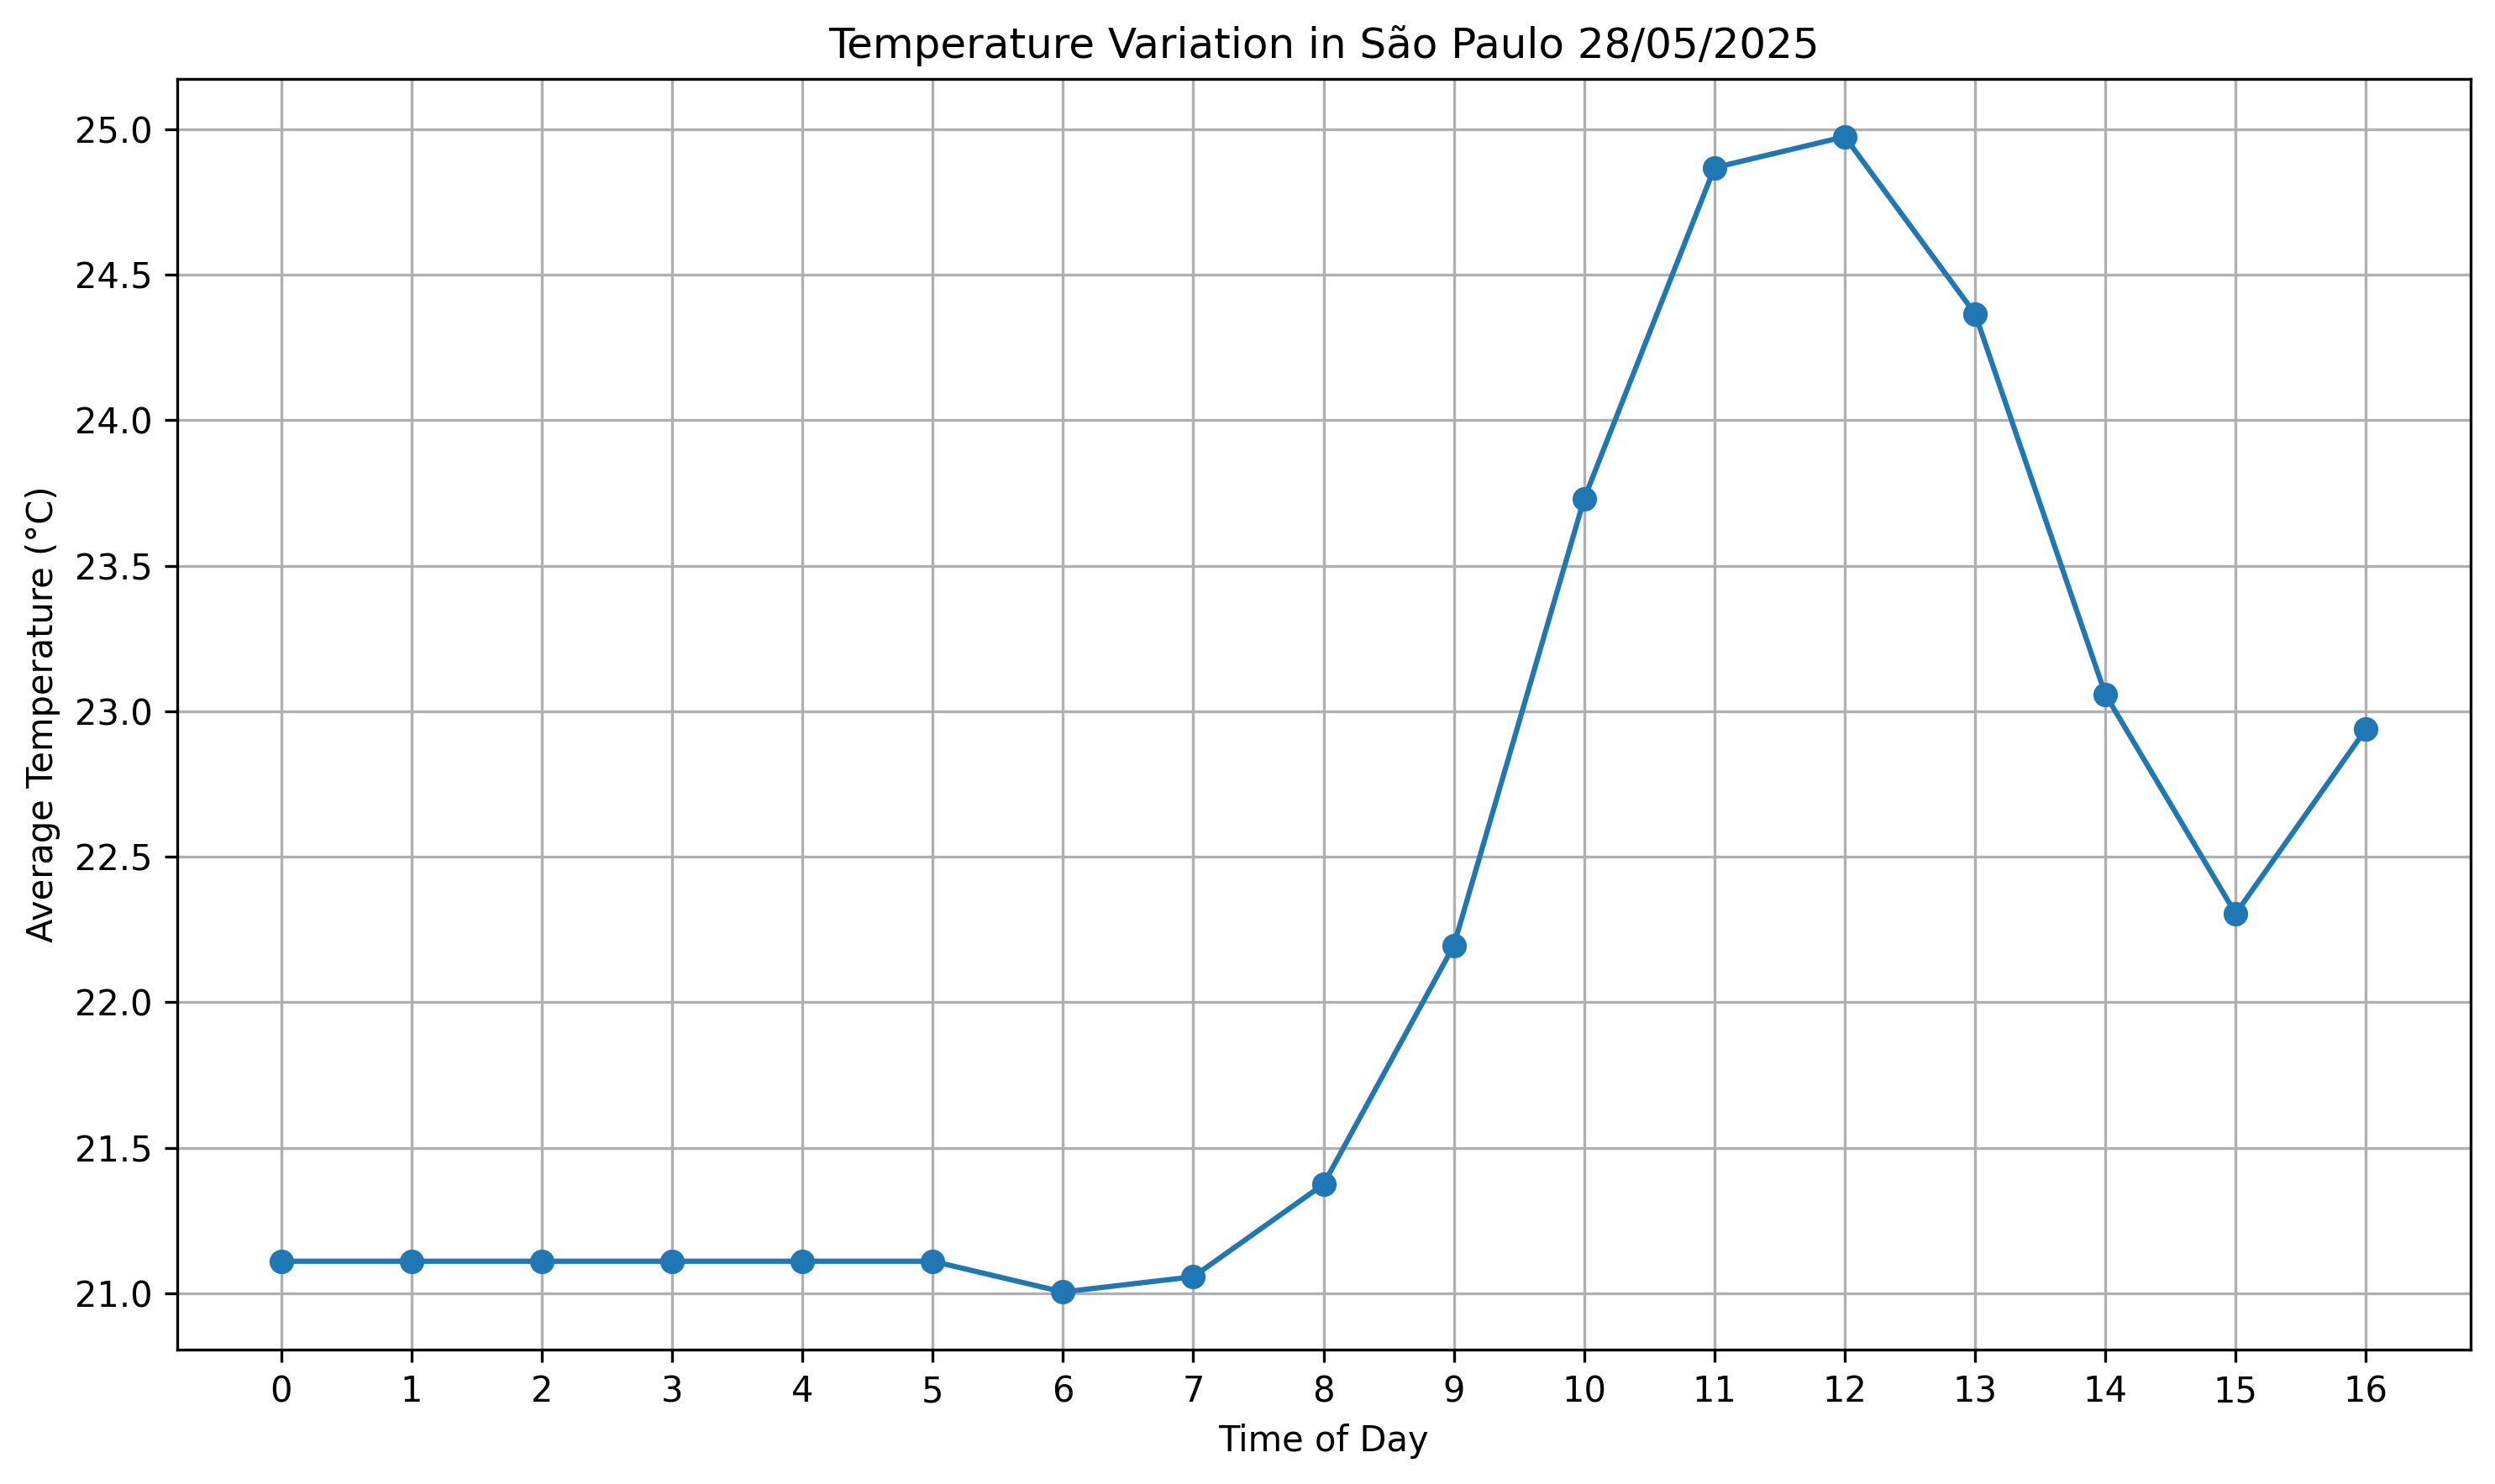 Temperature Variation in São Paulo 28/05/2025
Average Temperature (°C)
25.0
24.5
24.0
23.5
23.0
22.5
22.0
21.5
21.0
0 1 2 3 4 5 6 7 8 9 10 11 12 13 14 15 16
Time of Day